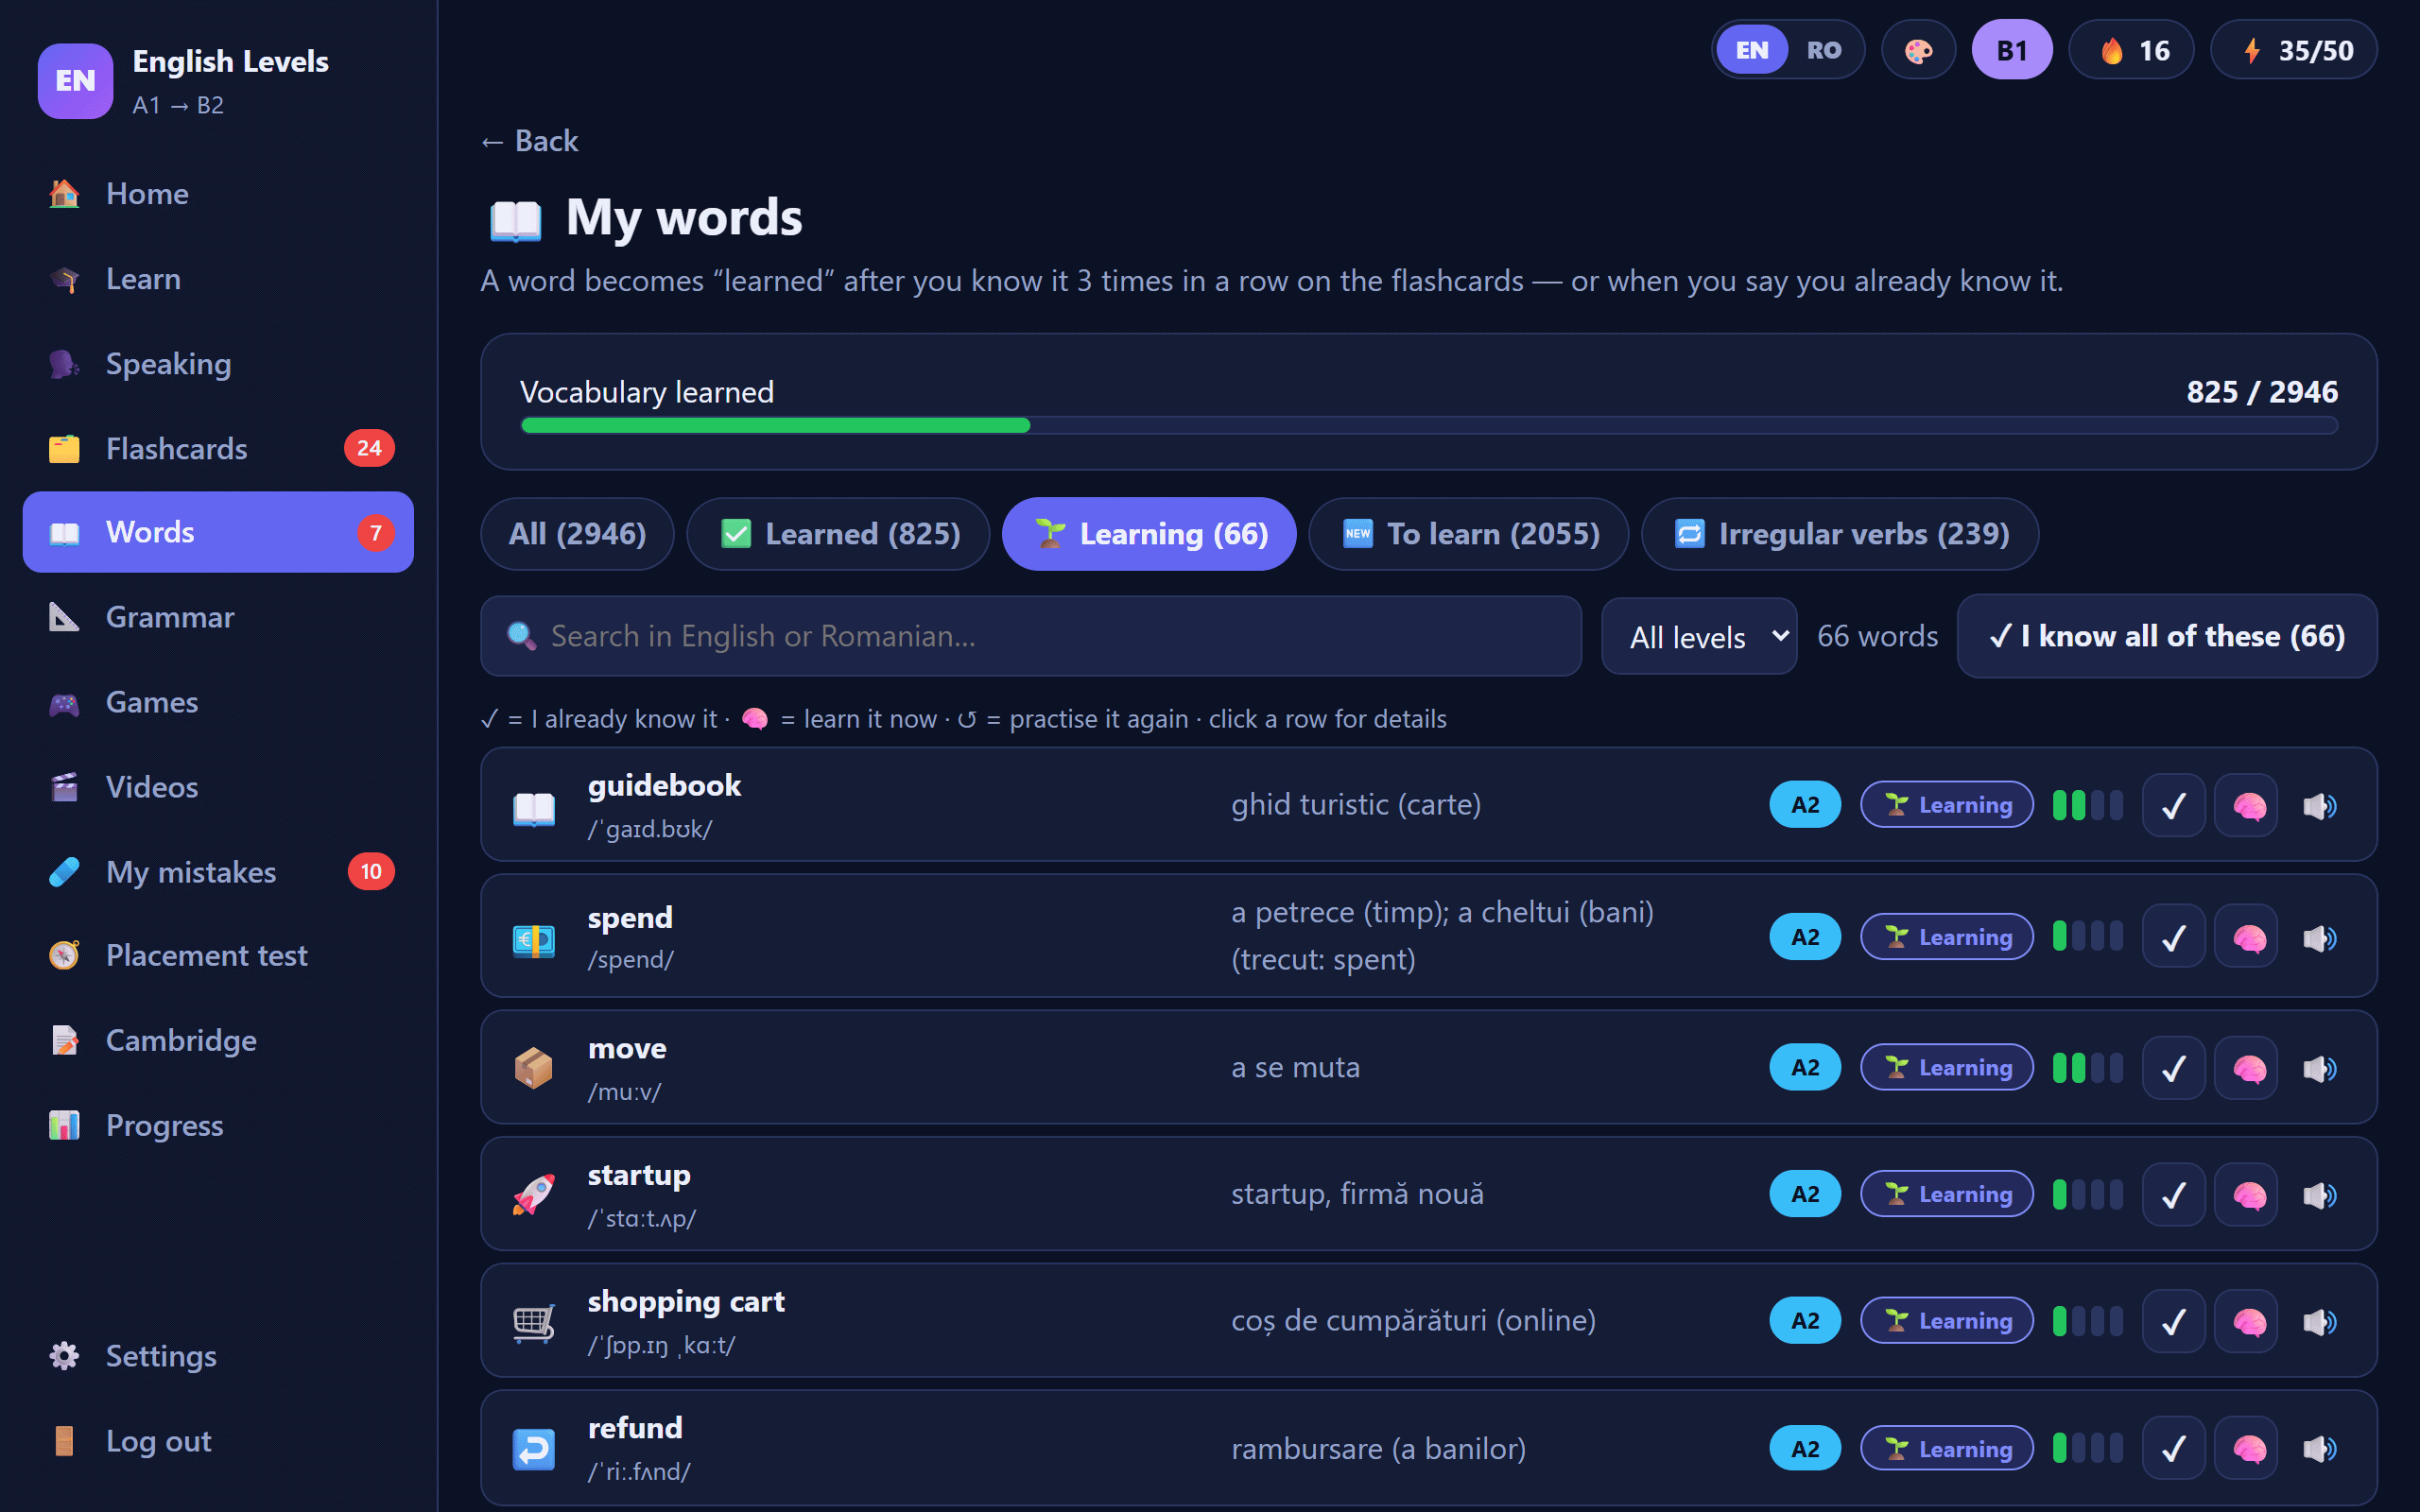 EN
English Levels
A1 → B2
Home
Learn
Speaking
Flashcards 24
Words 7
Grammar
Games
Videos
My mistakes 10
Placement test
Cambridge
Progress
Settings
Log out
EN RO B1 16 35/50
← Back
My words
A word becomes “learned” after you know it 3 times in a row on the flashcards — or when you say you already know it.
Vocabulary learned 825 / 2946
All (2946) Learned (825) Learning (66) NEW To learn (2055) Irregular verbs (239)
Search in English or Romanian... All levels 66 words ✓ I know all of these (66)
✓ = I already know it · 🧠 = learn it now · ↺ = practise it again · click a row for details
guidebook
/ˈɡaɪd.bʊk/
ghid turistic (carte)
A2 Learning
spend
/spend/
a petrece (timp); a cheltui (bani)
(trecut: spent)
A2 Learning
move
/muːv/
a se muta
A2 Learning
startup
/ˈstɑːt.ʌp/
startup, firmă nouă
A2 Learning
shopping cart
/ˈʃɒp.ɪŋ ˌkɑːt/
coș de cumpărături (online)
A2 Learning
refund
/ˈriː.fʌnd/
rambursare (a banilor)
A2 Learning